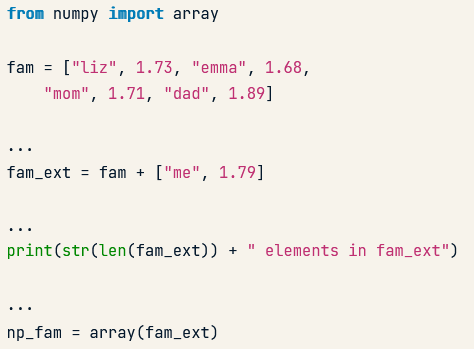 from numpy import array
fam = ["liz", 1.73, "emma", 1.68,
    "mom", 1.71, "dad", 1.89]
...
fam_ext = fam + ["me", 1.79]
...
print(str(len(fam_ext)) + " elements in fam_ext")
...
np_fam = array(fam_ext)